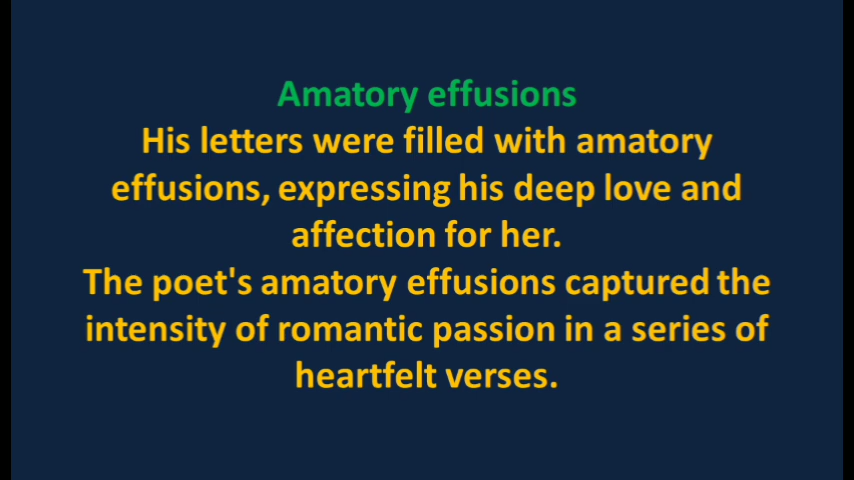 Amatory effusions
His letters were filled with amatory
effusions, expressing his deep love and
affection for her.
The poet's amatory effusions captured the
intensity of romantic passion in a series of
heartfelt verses.